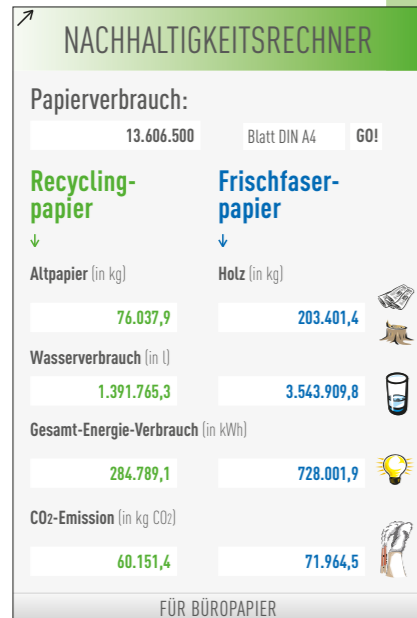 NACHHALTIGKEITSRECHNER
Papierverbrauch:
13.606.500 Blatt DIN A4 GO!
Recycling- Frischfaser-
papier papier
Altpapier (in kg) Holz (in kg)
76.037,9 203.401,4
Wasserverbrauch (in l)
1.391.765,3 3.543.909,8
Gesamt-Energie-Verbrauch (in kWh)
284.789,1 728.001,9
CO2-Emission (in kg CO2)
60.151,4 71.964,5
FÜR BÜROPAPIER